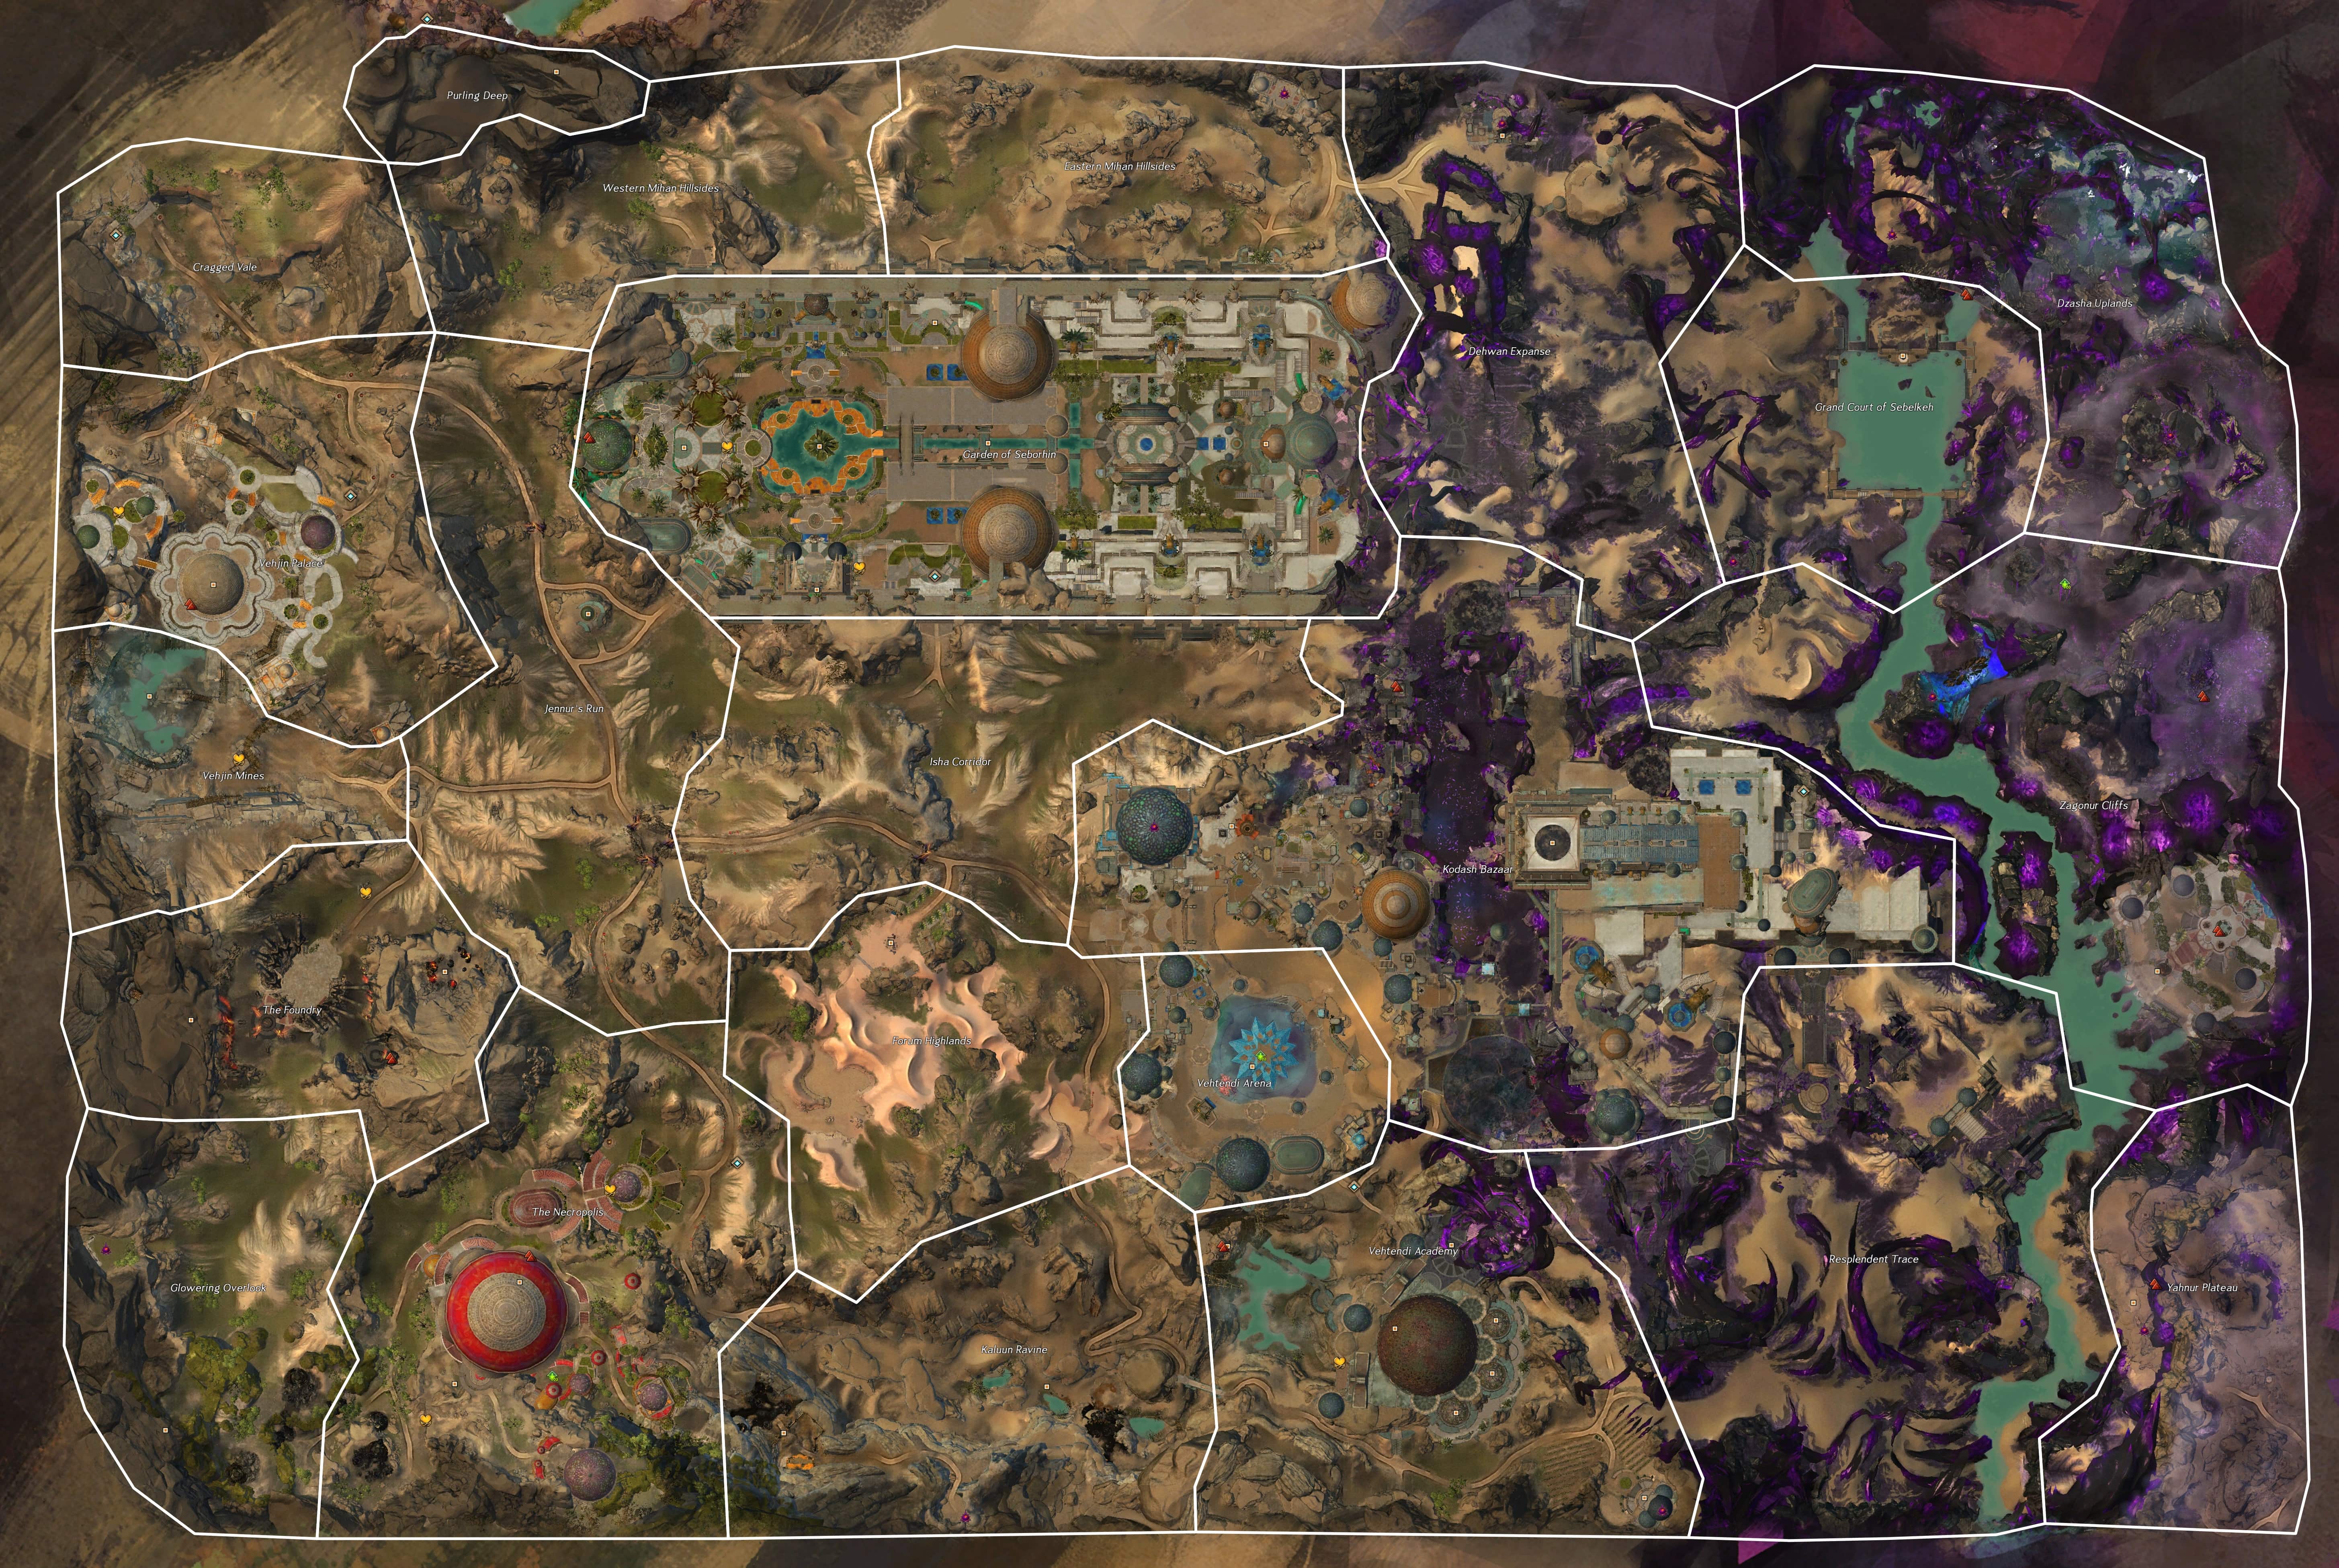 Purling Deep
Eastern Mihan Hillsides
Western Mihan Hillsides
Cragged Vale
Dzasha Uplands
Dehwan Expanse
Grand Court of Sebelkeh
Garden of Seborhin
Vehjin Palace
Jennur's Run
Isha Corridor
Vehjin Mines
Zagonur Cliffs
Kodash Bazaar
The Foundry
Forum Highlands
Vehtendi Arena
The Necropolis
Vehtendi Academy
Resplendent Trace
Glowering Overlook
Yahnur Plateau
Kaluun Ravine